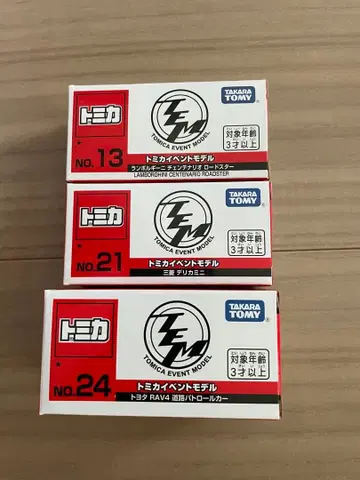 トミカ
TEM
TOMICA EVENT MODEL
TAKARA TOMY
対象年齢
3才以上
NO.13
トミカイベントモデル
ランボルギーニ チェンテナリオ ロードスター
LAMBORGHINI CENTENARIO ROADSTER
トミカ
TEM
TOMICA EVENT MODEL
TAKARA TOMY
対象年齢
3才以上
NO.21
トミカイベントモデル
三菱 デリカミニ
トミカ
TEM
TOMICA EVENT MODEL
TAKARA TOMY
対象年齢
3才以上
NO.24
トミカイベントモデル
トヨタ RAV4 道路パトロールカー